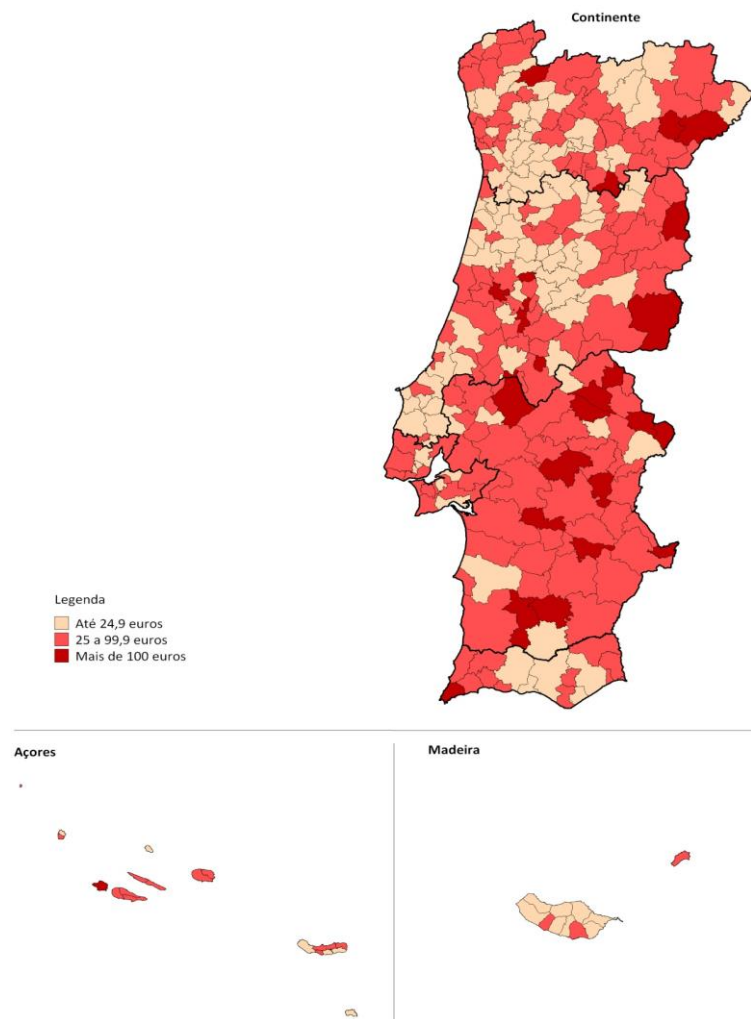 Continente
Legenda
Até 24,9 euros
25 a 99,9 euros
Mais de 100 euros
Açores
Madeira